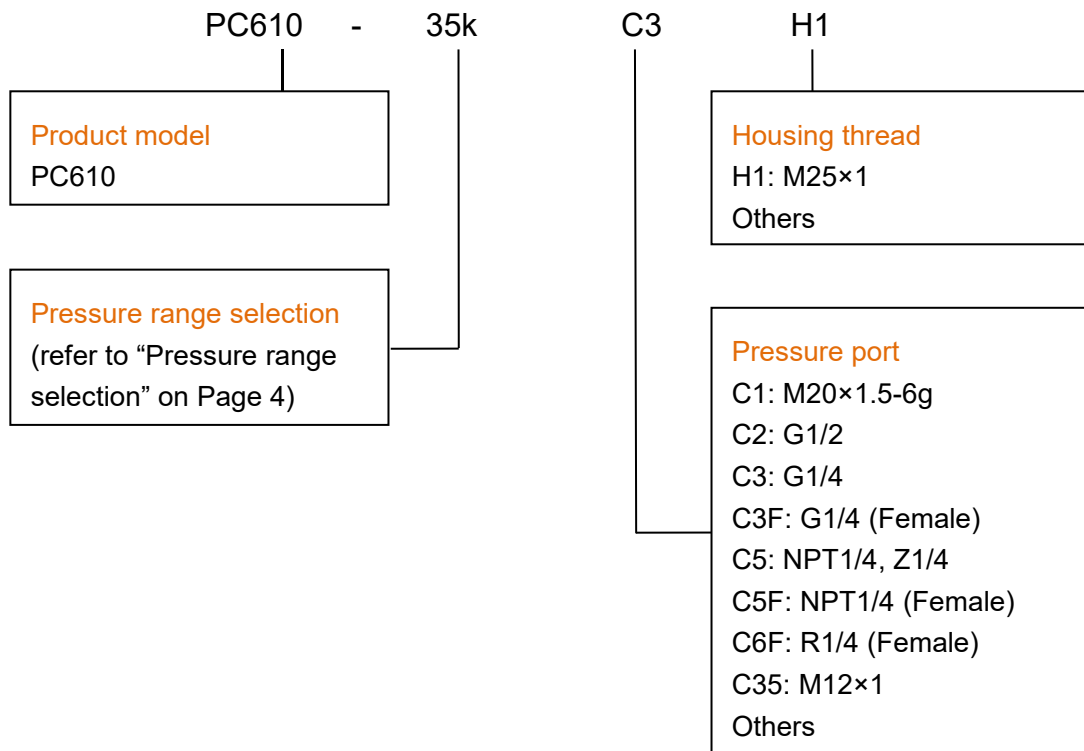 PC610 - 35k C3 H1
Product model
PC610
Housing thread
H1: M25×1
Others
Pressure range selection
(refer to “Pressure range
selection” on Page 4)
Pressure port
C1: M20×1.5-6g
C2: G1/2
C3: G1/4
C3F: G1/4 (Female)
C5: NPT1/4, Z1/4
C5F: NPT1/4 (Female)
C6F: R1/4 (Female)
C35: M12×1
Others